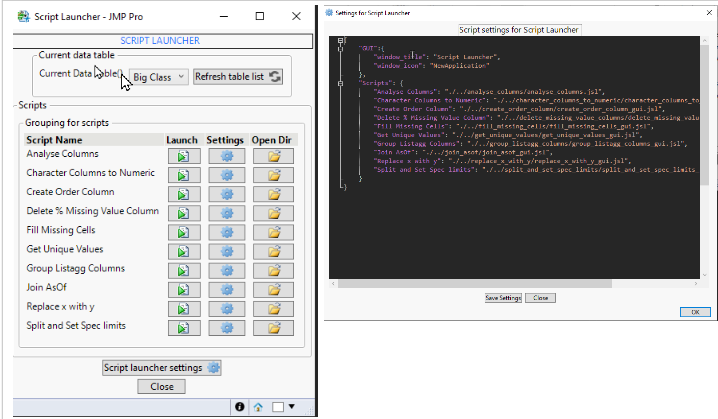 Script Launcher - JMP Pro
SCRIPT LAUNCHER
Current data table
Current Data Table
Big Class
Refresh table list
Scripts
Grouping for scripts
Script Name Launch Settings Open Dir
Analyse Columns
Character Columns to Numeric
Create Order Column
Delete % Missing Value Column
Fill Missing Cells
Get Unique Values
Group Listagg Columns
Join AsOf
Replace x with y
Split and Set Spec limits
Script launcher settings
Close
Settings for Script Launcher
Script settings for Script Launcher
{
"GUI":{
"window_title": "Script Launcher",
"window_icon": "NewApplication"
},
"Scripts": {
"Analyse Columns": "./../analyse_columns/analyse_columns.jsl",
"Character Columns to Numeric": "./../character_columns_to_numeric/character_columns_to
"Create Order Column": "./../create_order_column/create_order_column_gui.jsl",
"Delete % Missing Value Column": "./../delete_missing_value_columns/delete_missing_value
"Fill Missing Cells": "./../fill_missing_cells/fill_missing_cells_gui.jsl",
"Get Unique Values": "./../get_unique_values/get_unique_values_gui.jsl",
"Group Listagg Columns": "./../group_listagg_columns/group_listagg_columns_gui.jsl",
"Join AsOf": "./../join_asof/join_asof_gui.jsl",
"Replace x with y": "./../replace_x_with_y/replace_x_with_y_gui.jsl",
"Split and Set Spec limits": "./../split_and_set_spec_limits/split_and_set_spec_limits_
}
}
Save Settings
Close
OK